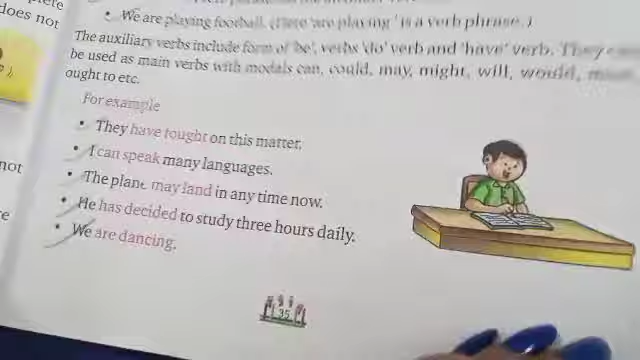 does not
not
• We are playing football. (Here 'are playing' is a verb phrase.)
The auxiliary verbs include form of 'be', verbs 'do' verb and 'have' verb. They
be used as main verbs with modals can, could, may, might, will, would,
ought to etc.
For example
• They have fought on this matter.
• I can speak many languages.
• The plane may land in any time now.
• He has decided to study three hours daily.
• We are dancing.
35